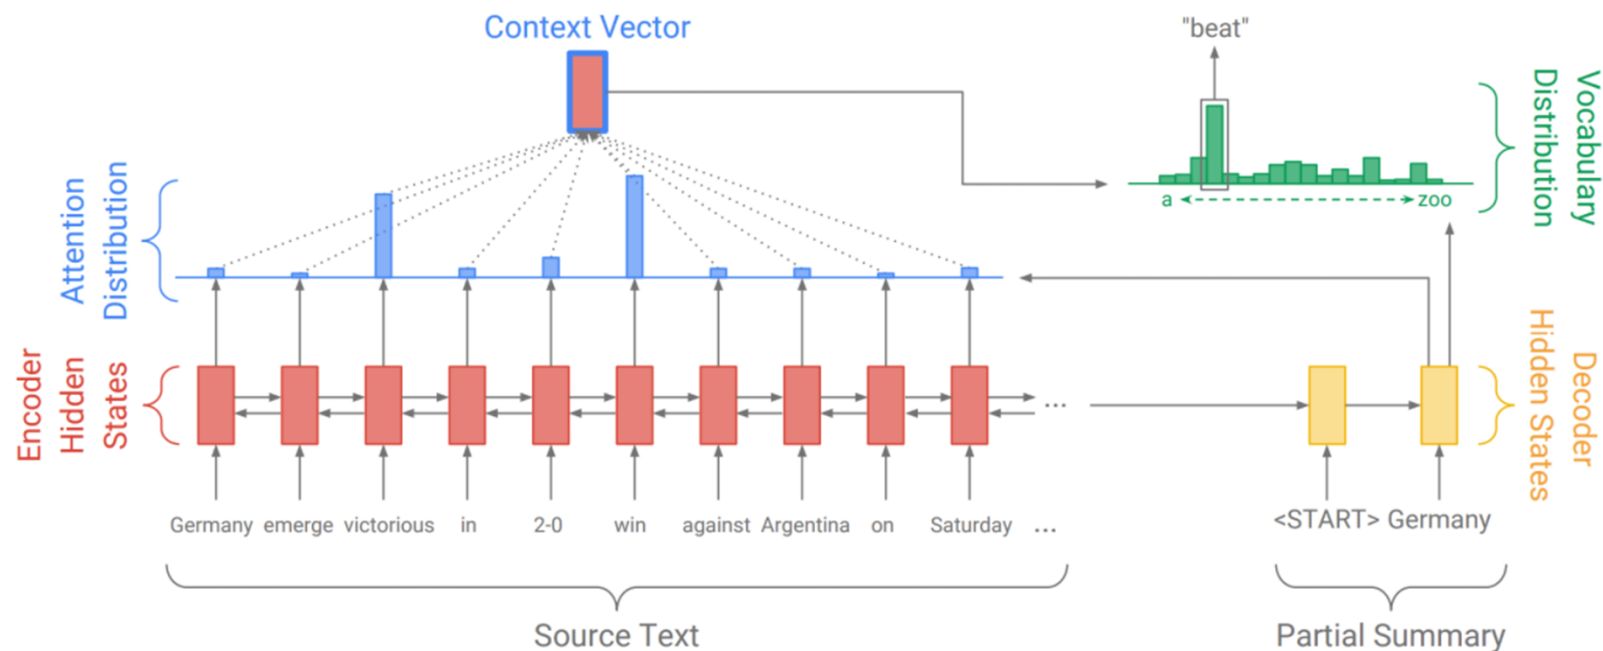 Context Vector
"beat"
Attention
Distribution
a
zoo
Vocabulary
Distribution
Encoder
Hidden
States
...
Decoder
Hidden States
Germany emerge victorious in 2-0 win against Argentina on Saturday ...
<START> Germany
Source Text
Partial Summary